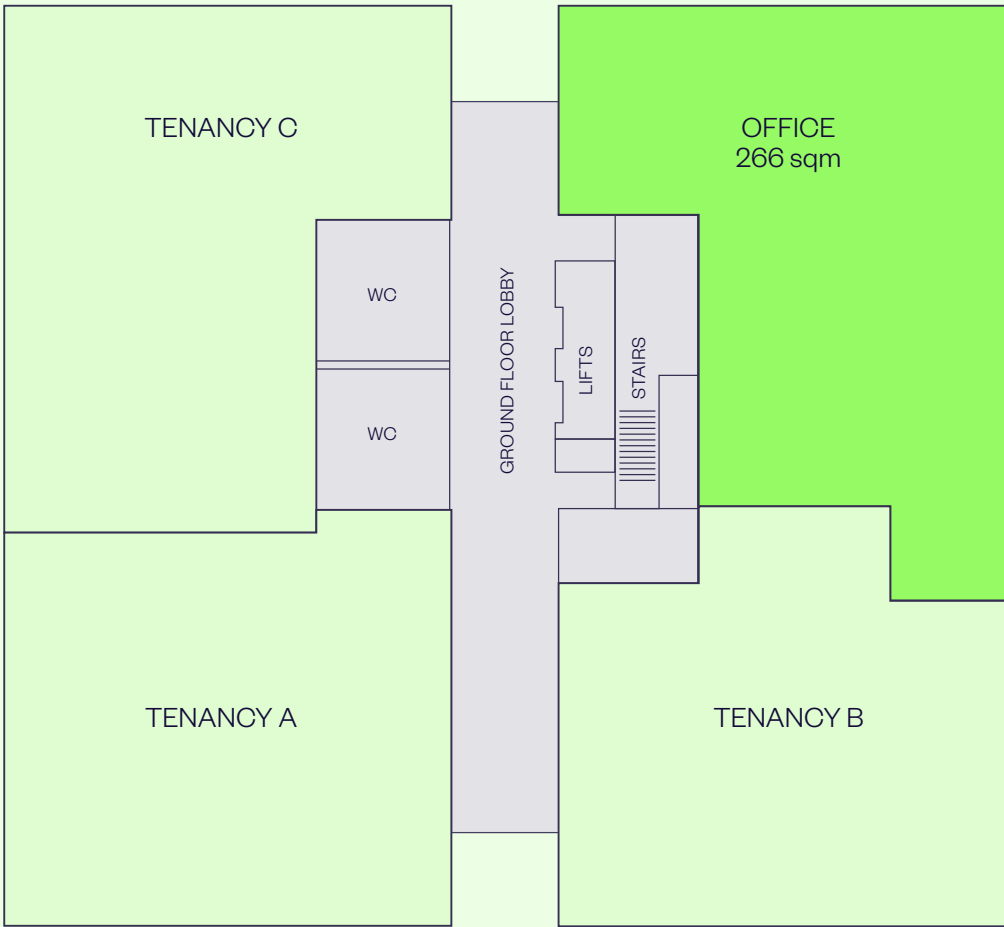 TENANCY C
OFFICE
266 sqm
WC
GROUND FLOOR LOBBY
LIFTS
STAIRS
WC
TENANCY A
TENANCY B